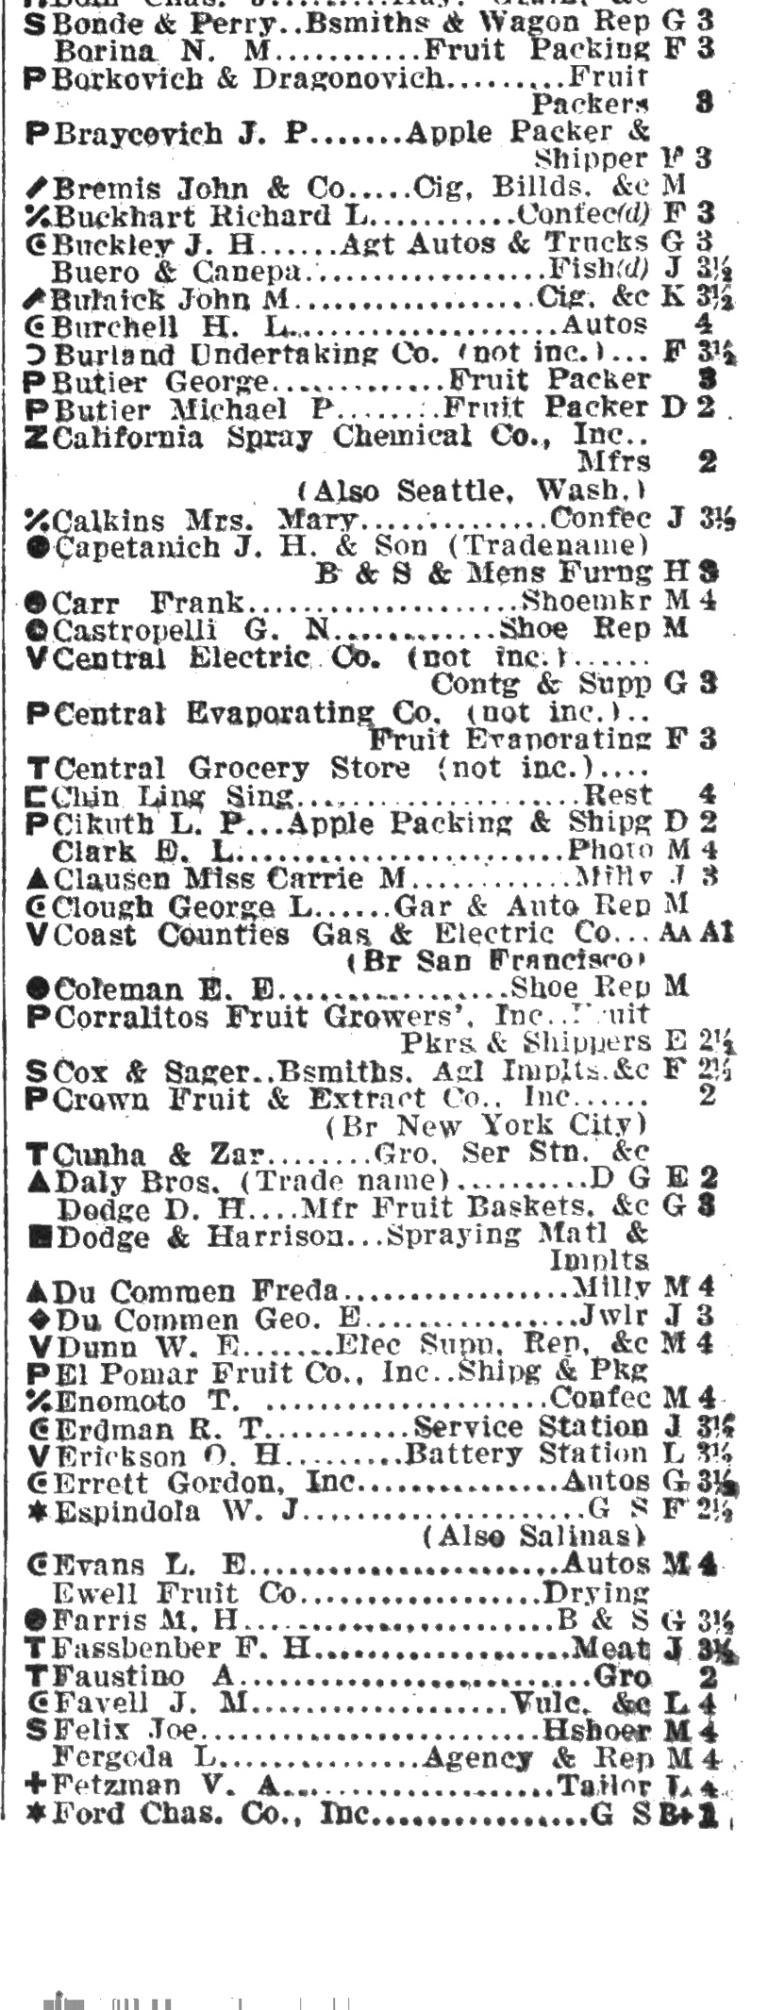 S Bonde & Perry..Bsmiths & Wagon Rep G 3
Borina N. M...........Fruit Packing F 3
P Borkovich & Dragonovich.........Fruit
Packers 3
P Braycovich J. P........Apple Packer &
Shipper F 3
Bremis John & Co.....Cig, Billds. &c M
% Buckhart Richard L...........Confec(d) F 3
Buckley J. H......Agt Autos & Trucks G 3
Buero & Canepa..................Fish(d) J 3½
John M..................Cig. &c K 3½
Burchell H. L....................Autos 4
Burland Undertaking Co. (not inc.)... F 3½
P Butier George..............Fruit Packer 3
P Butier Michael P........Fruit Packer D 2
Z California Spray Chemical Co., Inc..
Mfrs 2
(Also Seattle, Wash.)
% Calkins Mrs. Mary...............Confec J 3½
● Capetanich J. H. & Son (Tradename)
B & S & Mens Furng H 3
● Carr Frank....................Shoemkr M 4
Castropelli G. N............Shoe Rep M
V Central Electric Co. (not inc.)......
Contg & Supp G 3
P Central Evaporating Co. (not inc.)..
Fruit Evaporating F 3
T Central Grocery Store (not inc.)....
Chin Ling Sing.....................Rest 4
P Cikuth L. P...Apple Packing & Shipg D 2
Clark E. L........................Photo M 4
▲ Clausen Miss Carrie M............Milly J 3
Clough George L......Gar & Auto Rep M
V Coast Counties Gas & Electric Co... AA A1
(Br San Francisco)
● Coleman E. E.................Shoe Rep M
P Corralitos Fruit Growers', Inc..Fruit
Pkrs & Shippers E 2½
S Cox & Sager..Bsmiths. Agl Implts.&c F 2½
P Crown Fruit & Extract Co., Inc...... 2
(Br New York City)
T Cunha & Zar........Gro. Ser Stn. &c
▲ Daly Bros. (Trade name)..........D G E 2
Dodge D. H....Mfr Fruit Baskets, &c G 3
■ Dodge & Harrison...Spraying Matl &
Implts
▲ Du Commen Freda.................Milly M 4
◆ Du Commen Geo. E................Jwlr J 3
V Dunn W. E.......Elec Supp, Rep, &c M 4
P El Pomar Fruit Co., Inc..Shipg & Pkg
% Enomoto T. .....................Confec M 4
Erdman R. T...........Service Station J 3½
V Erickson O. H.........Battery Station L 3½
Errett Gordon, Inc...............Autos G 3½
* Espindola W. J.....................G S F 2½
(Also Salinas)
Evans L. E........................Autos M 4
Ewell Fruit Co..................Drying
● Farris M. H.......................B & S G 3½
T Fassbenber F. H...................Meat J 3½
T Faustino A..........................Gro 2
Favell J. M...................Vulc. &c L 4
S Felix Joe.........................Hshoer M 4
Fergoda L...............Agency & Rep M 4
+ Fetzman V. A....................Tailor L 4
* Ford Chas. Co., Inc................G S B+ 1